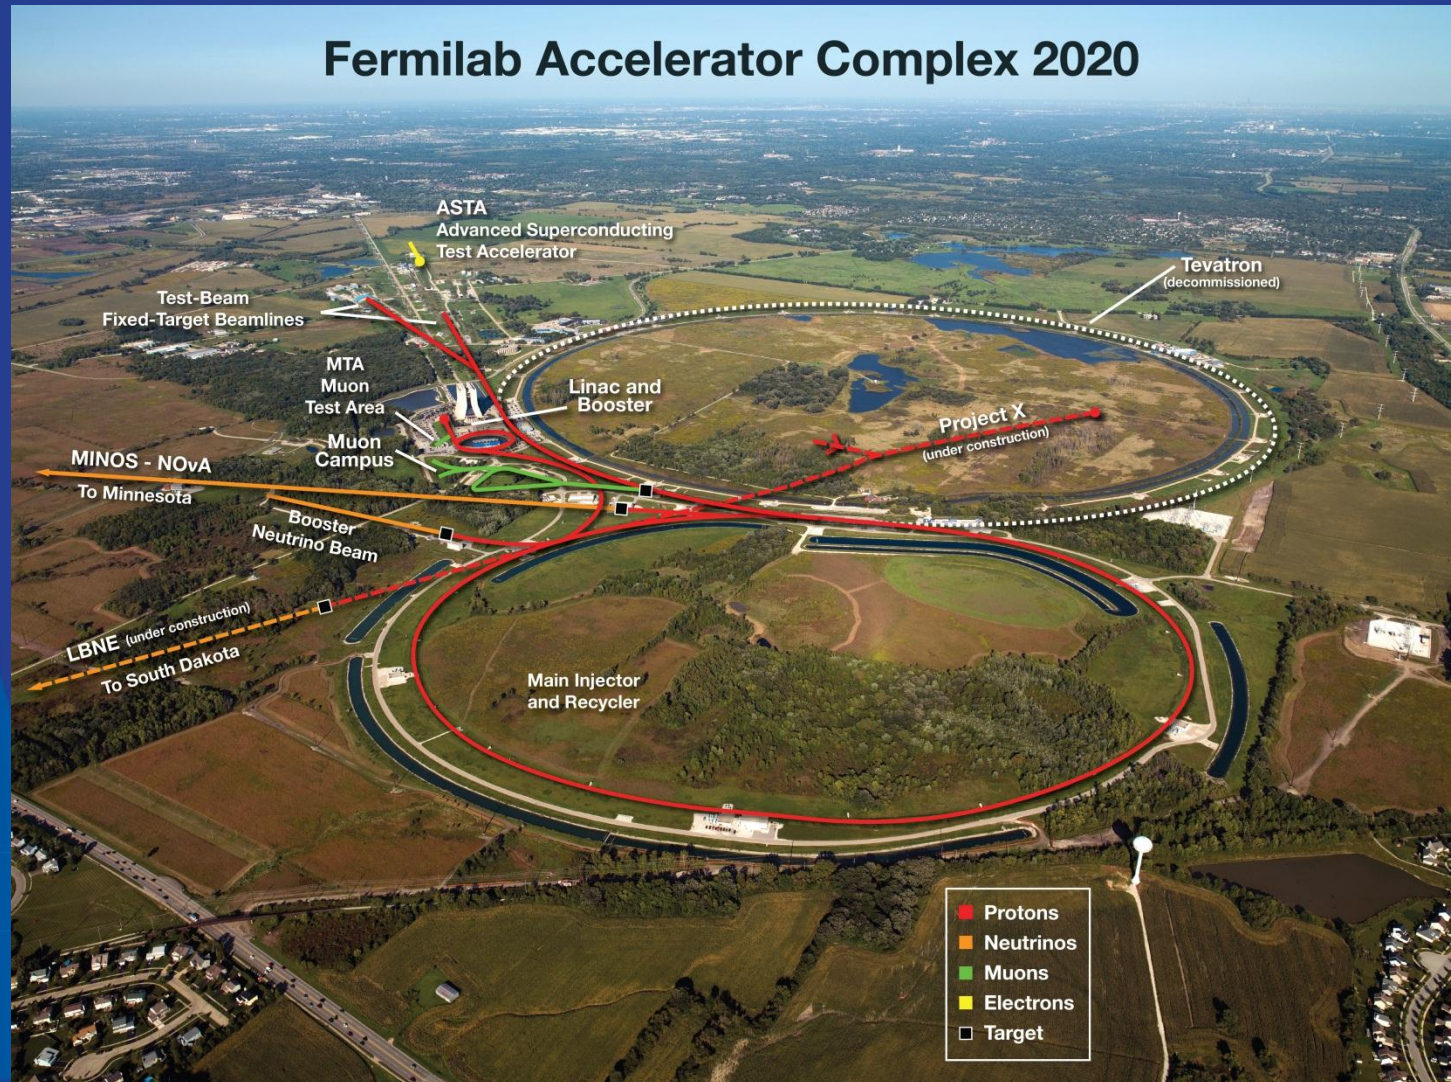 Fermilab Accelerator Complex 2020
ASTA
Advanced Superconducting
Test Accelerator
Tevatron
(decommissioned)
Test-Beam
Fixed-Target Beamlines
MTA
Muon
Test Area
Linac and
Booster
Project X
(under construction)
Muon
Campus
MINOS - NOvA
To Minnesota
Booster
Neutrino Beam
LBNE (under construction)
To South Dakota
Main Injector
and Recycler
Protons
Neutrinos
Muons
Electrons
Target